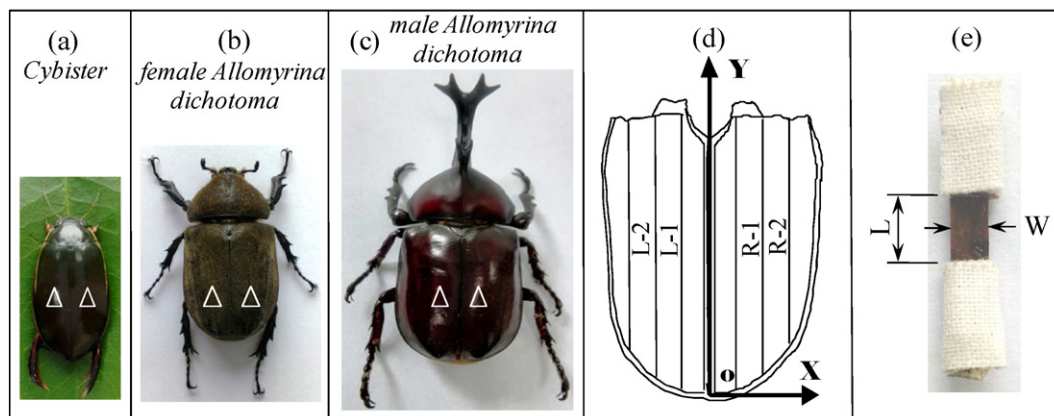 (a)
Cybister
(b)
female Allomyrina
dichotoma
(c)
male Allomyrina
dichotoma
(d)
Y
L-2
L-1
R-1
R-2
O
X
(e)
L
W